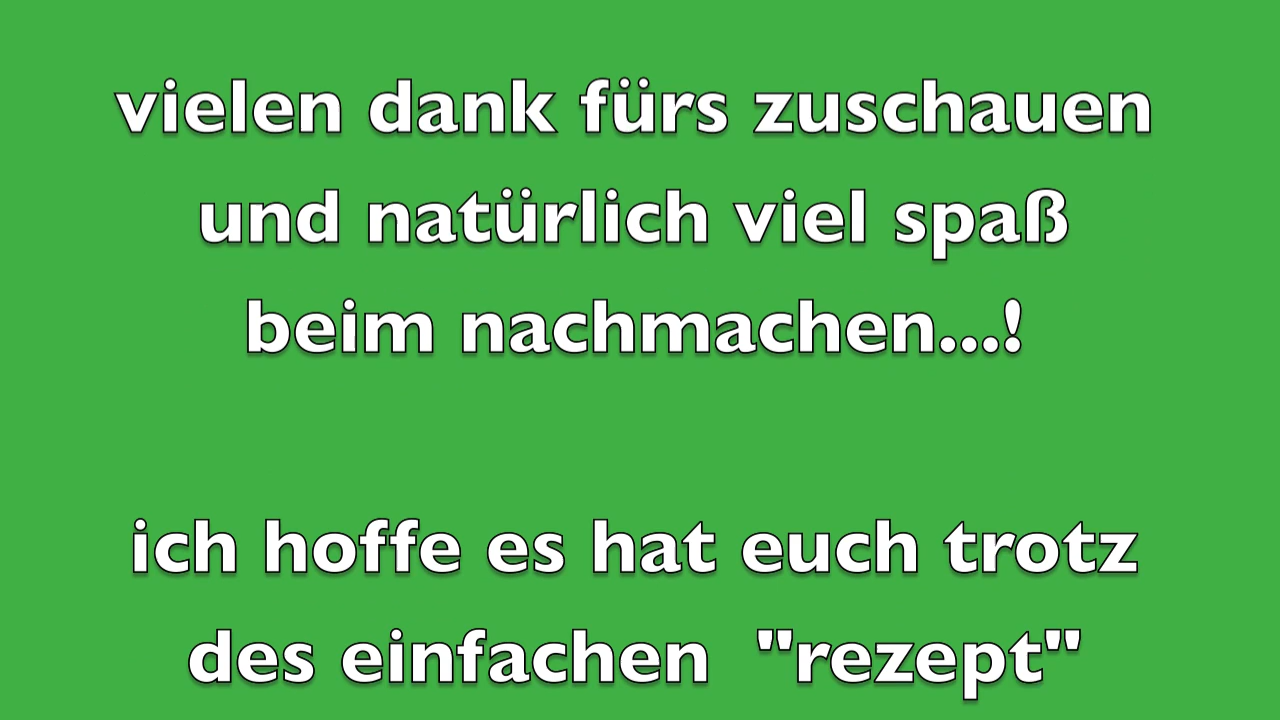 vielen dank fürs zuschauen
und natürlich viel spaß
beim nachmachen...!
ich hoffe es hat euch trotz
des einfachen "rezept"